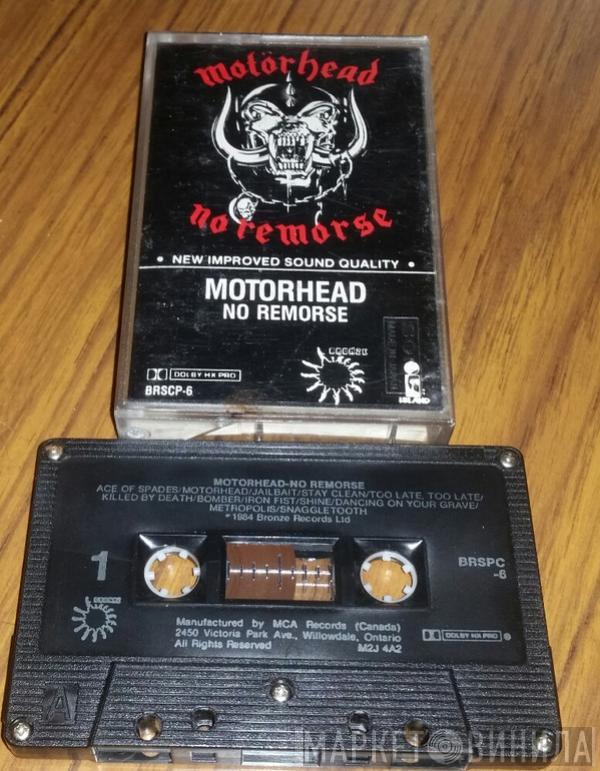 motörhead
no remorse
• NEW IMPROVED SOUND QUALITY •
MOTORHEAD
NO REMORSE
DOLBY HX PRO
BRONZE
BRSCP-6
ISLAND
MOTORHEAD-NO REMORSE
ACE OF SPADES/MOTORHEAD/JAILBAIT/STAY CLEAN/TOO LATE, TOO LATE/
KILLED BY DEATH/BOMBER/IRON FIST/SHINE/DANCING ON YOUR GRAVE/
METROPOLIS/SNAGGLETOOTH
℗1984 Bronze Records Ltd
1
BRSPC
-6
BRONZE
Manufactured by MCA Records (Canada)
2450 Victoria Park Ave., Willowdale, Ontario
All Rights Reserved M2J 4A2
DOLBY HX PRO
A
МАРКЕТ ВИНИЛА